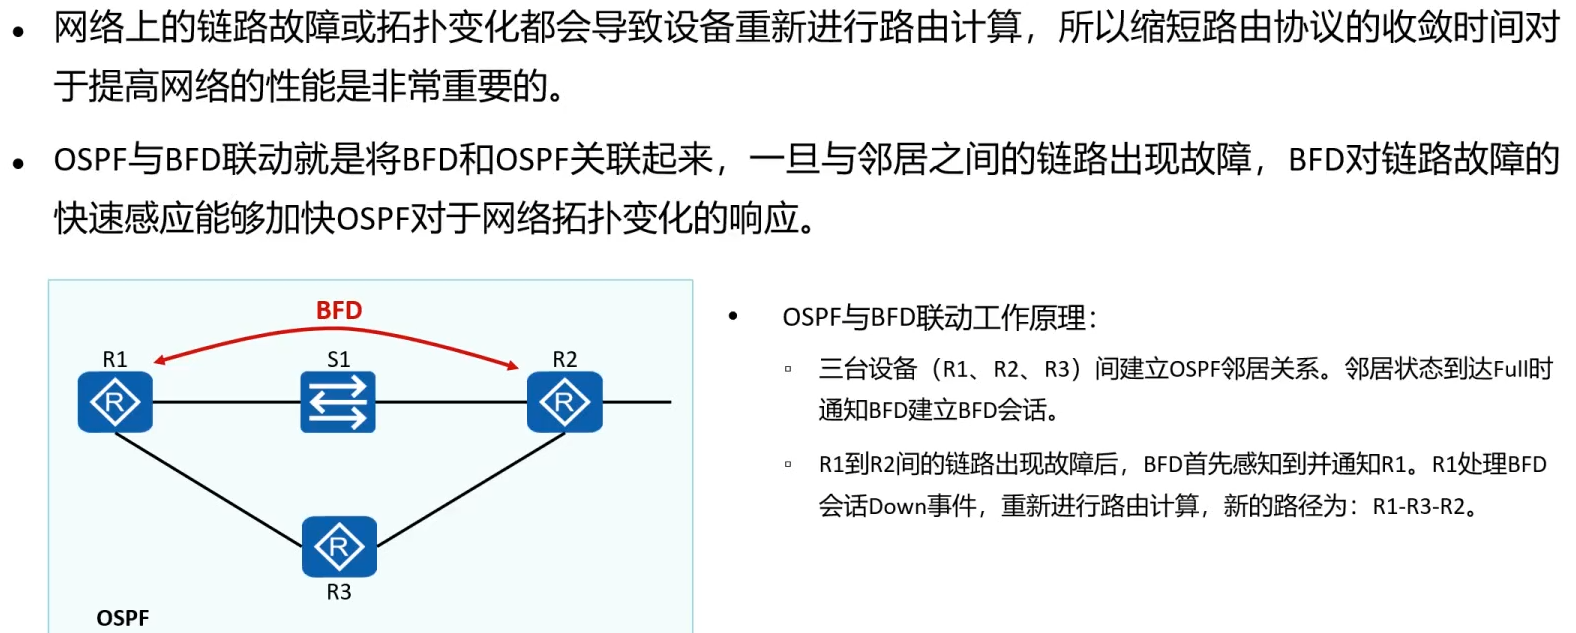 • 网络上的链路故障或拓扑变化都会导致设备重新进行路由计算，所以缩短路由协议的收敛时间对
于提高网络的性能是非常重要的。
• OSPF与BFD联动就是将BFD和OSPF关联起来，一旦与邻居之间的链路出现故障，BFD对链路故障的
快速感应能够加快OSPF对于网络拓扑变化的响应。
BFD
R1
S1
R2
R
R
R
R3
OSPF
• OSPF与BFD联动工作原理：
▫ 三台设备（R1、R2、R3）间建立OSPF邻居关系。邻居状态到达Full时
通知BFD建立BFD会话。
▫ R1到R2间的链路出现故障后，BFD首先感知到并通知R1。R1处理BFD
会话Down事件，重新进行路由计算，新的路径为：R1-R3-R2。